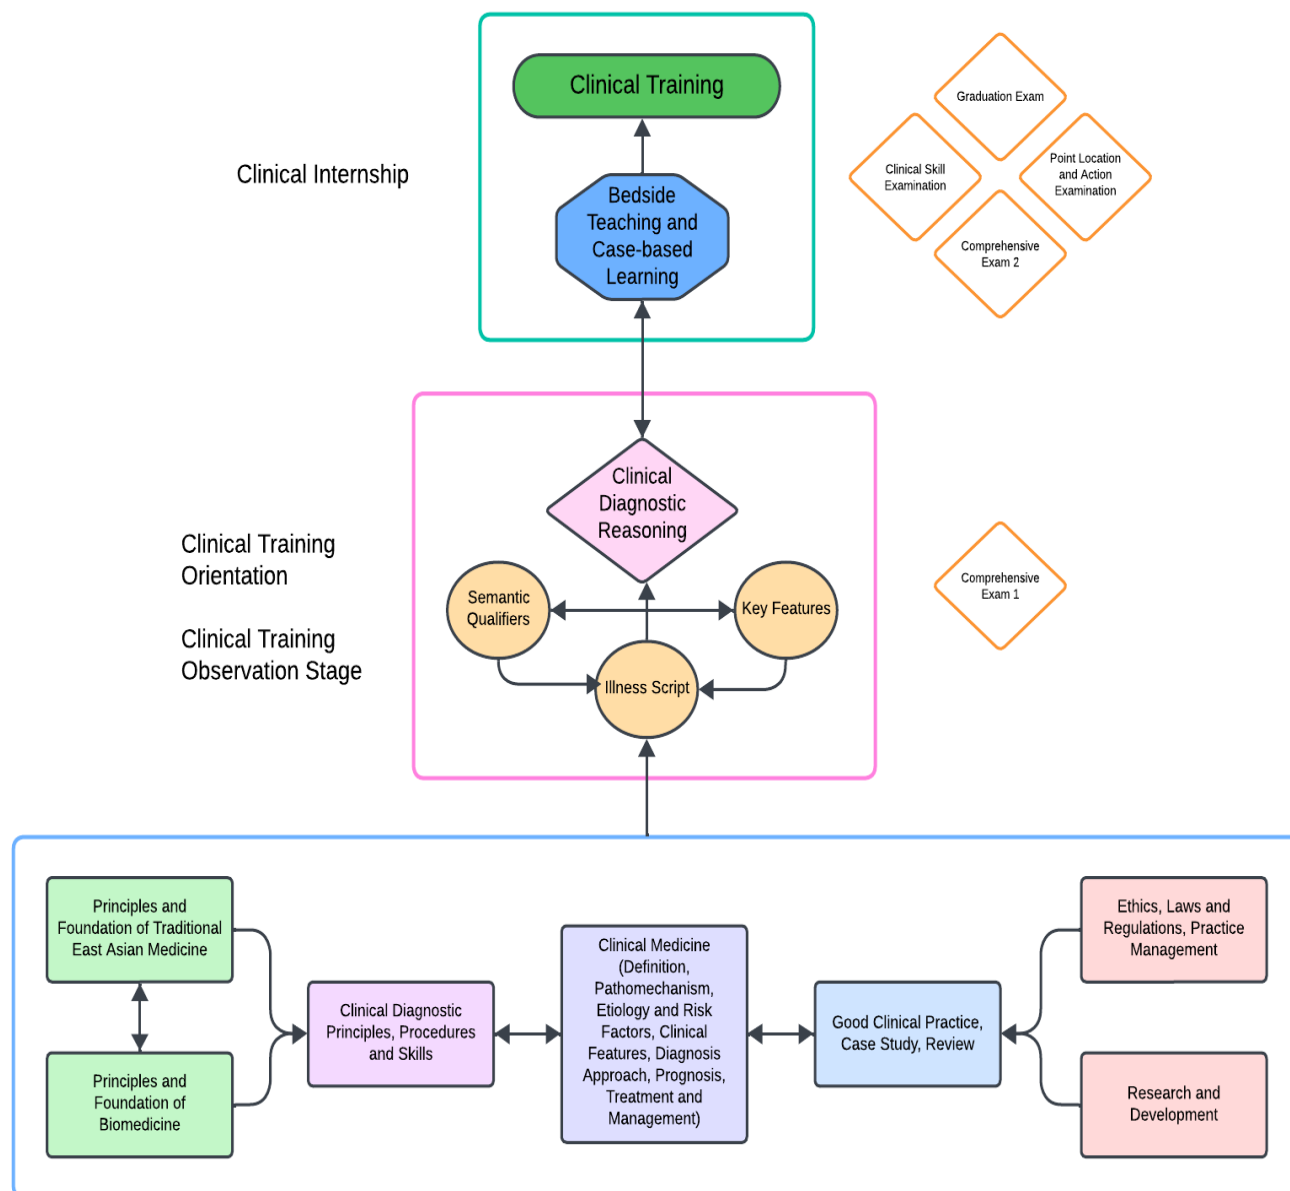 Clinical Training
Graduation Exam
Clinical Internship
Clinical Skill
Examination
Point Location
and Action
Examination
Bedside
Teaching and
Case-based
Learning
Comprehensive
Exam 2
Clinical
Diagnostic
Reasoning
Clinical Training
Orientation
Clinical Training
Observation Stage
Semantic
Qualifiers
Key Features
Illness Script
Comprehensive
Exam 1
Principles and
Foundation of Traditional
East Asian Medicine
Principles and
Foundation of
Biomedicine
Clinical Diagnostic
Principles, Procedures
and Skills
Clinical Medicine
(Definition,
Pathomechanism,
Etiology and Risk
Factors, Clinical
Features, Diagnosis
Approach, Prognosis,
Treatment and
Management)
Good Clinical Practice,
Case Study, Review
Ethics, Laws and
Regulations, Practice
Management
Research and
Development